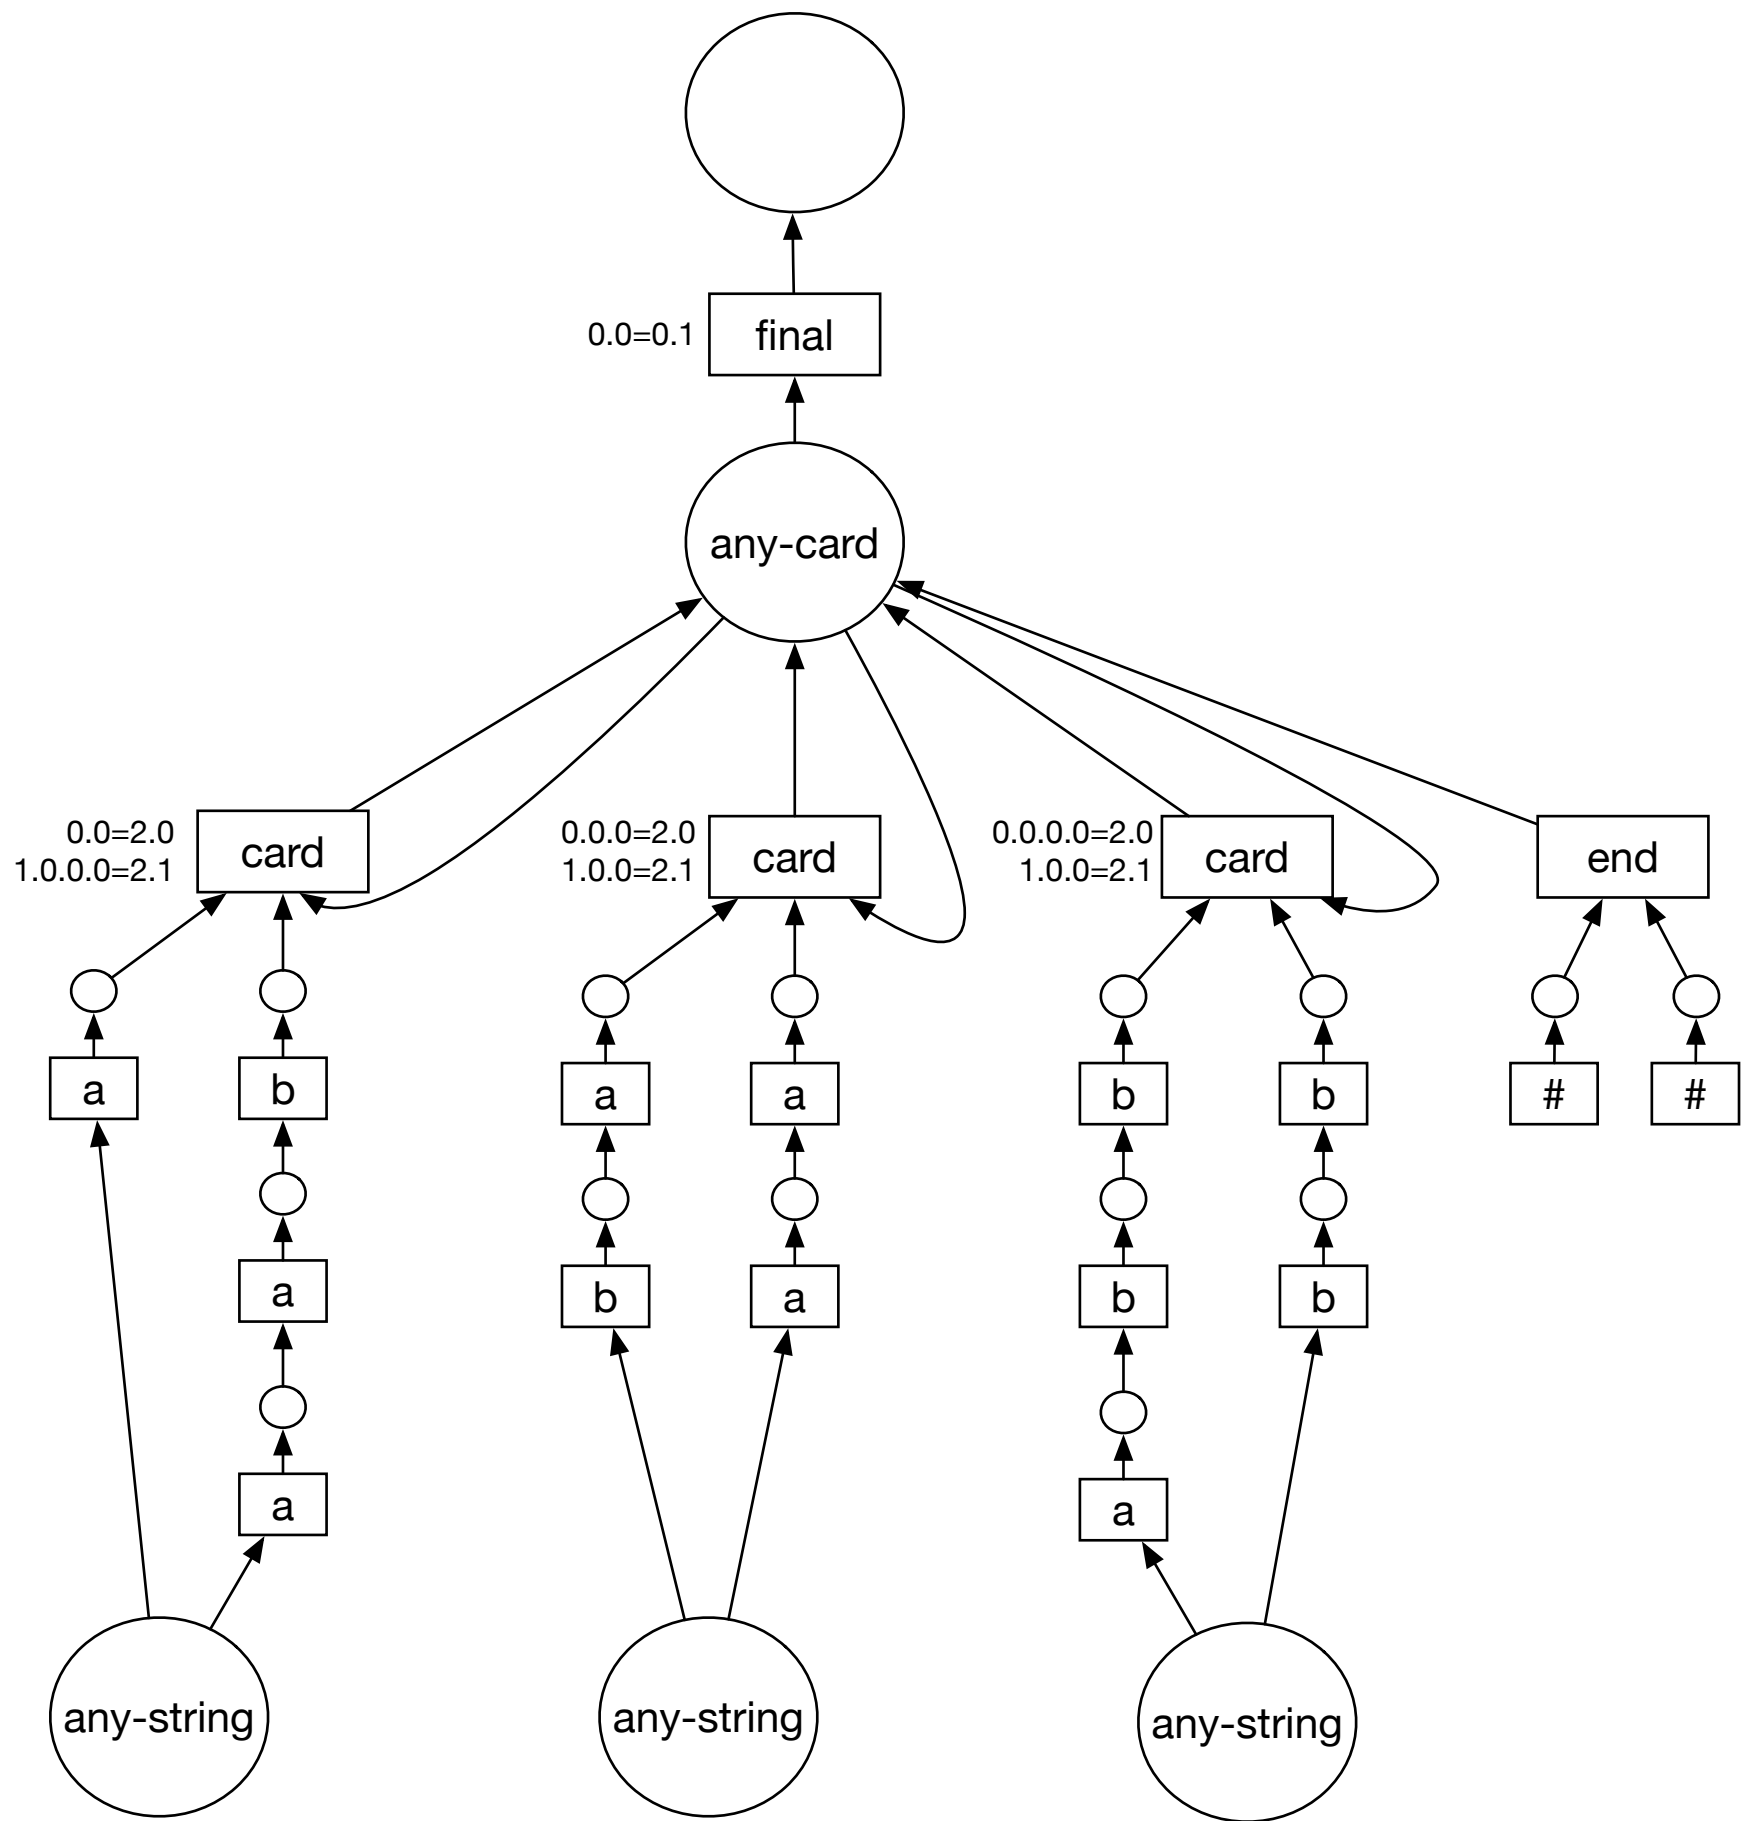 0.0=0.1
final
any-card
0.0=2.0
1.0.0.0=2.1
card
0.0.0=2.0
1.0.0=2.1
card
0.0.0.0=2.0
1.0.0=2.1
card
end
a
b
a
a
b
b
#
#
a
b
a
b
b
a
a
any-string
any-string
any-string